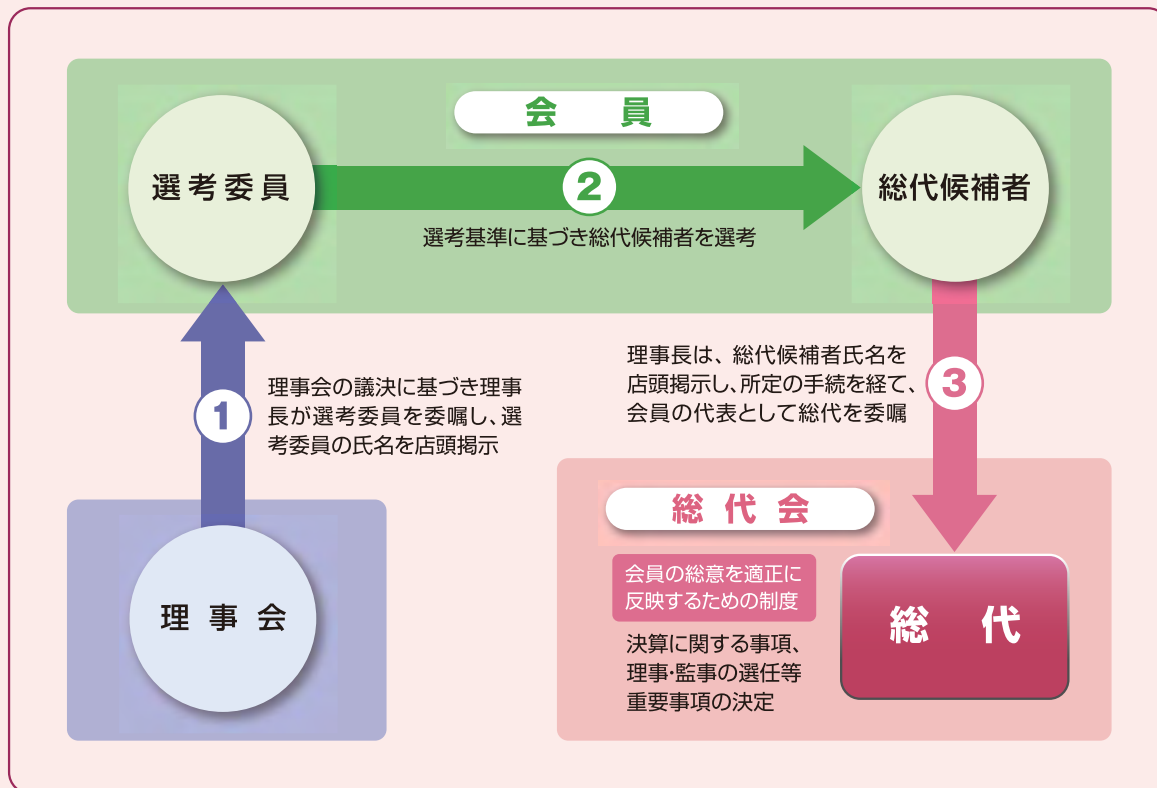 会員
選考委員
2
総代候補者
選考基準に基づき総代候補者を選考
1
理事会の議決に基づき理事
長が選考委員を委嘱し、選
考委員の氏名を店頭掲示
理事長は、総代候補者氏名を
店頭掲示し、所定の手続を経て、
会員の代表として総代を委嘱
3
理事会
総代会
会員の総意を適正に
反映するための制度
決算に関する事項、
理事・監事の選任等
重要事項の決定
総代